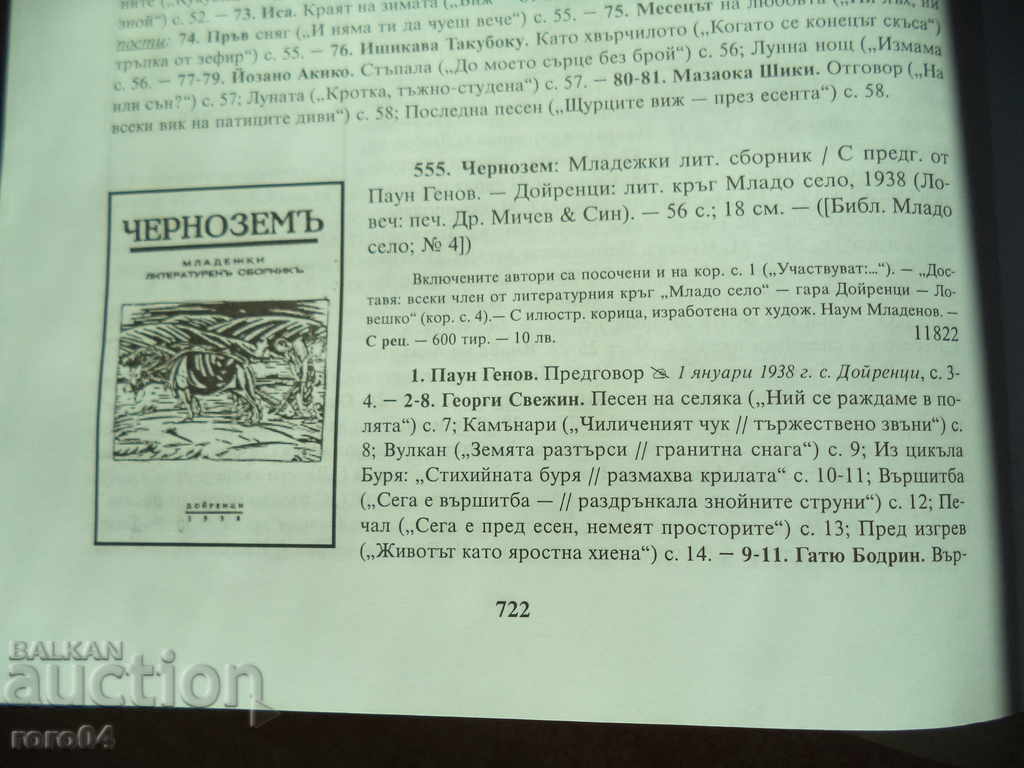 ните („Кукув
зной“) с. 52 – 73. Иса. Краят на зимата („Виж
пости: 74. Пръв сняг („И няма ти да чуеш вече“) с. 55. – 75. Месецът на любовта
тръпка от зефир“) с. 55. – 76. Ишикава Такубоку. Като хвърчилото („Когато се конецът скъса“)
с. 56. – 77-79. Йозано Акико. Стъпала („До моето сърце без брой“) с. 56; Лунна нощ („Измама
или сън?“) с. 57; Луната („Кротка, тъжно-студена“) с. 57. – 80-81. Мазаока Шики. Отговор („На
всеки вик на патиците диви“) с. 58; Последна песен („Щурците виж — през есента“) с. 58.
555. Чернозем: Младежки лит. сборник / С предг. от
Паун Генов. — Дойренци: лит. кръг Младо село, 1938 (Ло-
веч: печ. Др. Мичев & Син). — 56 с.; 18 см. — ([Библ. Младо
село; № 4])
Включените автори са посочени и на кор. с. 1 („Участвуват:...“). — „Дос-
тавя: всеки член от литературния кръг „Младо село“ — гара Дойренци — Ло-
вешко“ (кор. с. 4).— С илюстр. корица, изработена от худож. Наум Младенов. —
С рец. — 600 тир. — 10 лв. 11822
ЧЕРНОЗЕМЪ
МЛАДЕЖКИ
ЛИТЕРАТУРЕНЪ СБОРНИКЪ
ДОЙРЕНЦИ
1938
1. Паун Генов. Предговор ✍ 1 януари 1938 г. с. Дойренци, с. 3-
4. – 2-8. Георги Свежин. Песен на селяка („Ний се раждаме в по-
лята“) с. 7; Камънари („Чиличеният чук // тържествено звъни“) с.
8; Вулкан („Земята разтърси // гранитна снага“) с. 9; Из цикъла
Буря: „Стихийната буря // размахва крилата“ с. 10-11; Вършитба
(„Сега е вършитба — // раздрънкала знойните струни“) с. 12; Пе-
чал („Сега е пред есен, немеят просторите“) с. 13; Пред изгрев
(„Животът като яростна хиена“) с. 14. – 9-11. Гатю Бодрин. Вър-
722
BALKAN
auction
roro04